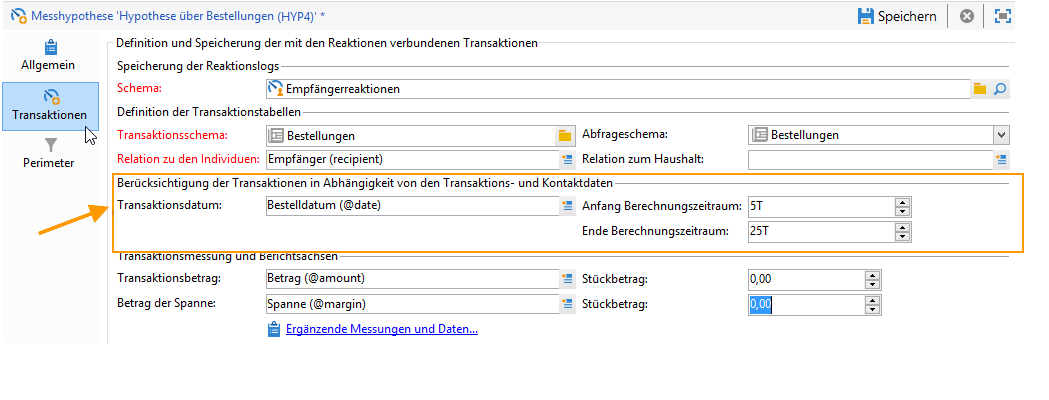 Messhypothese 'Hypothese über Bestellungen (HYP4)' *
Speichern
Allgemein
Transaktionen
Perimeter
Definition und Speicherung der mit den Reaktionen verbundenen Transaktionen
Speicherung der Reaktionslogs
Schema: Empfängerreaktionen
Definition der Transaktionstabellen
Transaktionsschema: Bestellungen Abfrageschema: Bestellungen
Relation zu den Individuen: Empfänger (recipient) Relation zum Haushalt:
Berücksichtigung der Transaktionen in Abhängigkeit von den Transaktions- und Kontaktdaten
Transaktionsdatum: Bestelldatum (@date) Anfang Berechnungszeitraum: 5T
Ende Berechnungszeitraum: 25T
Transaktionsmessung und Berichtsachsen
Transaktionsbetrag: Betrag (@amount) Stückbetrag: 0,00
Betrag der Spanne: Spanne (@margin) Stückbetrag: 0,00
Ergänzende Messungen und Daten...